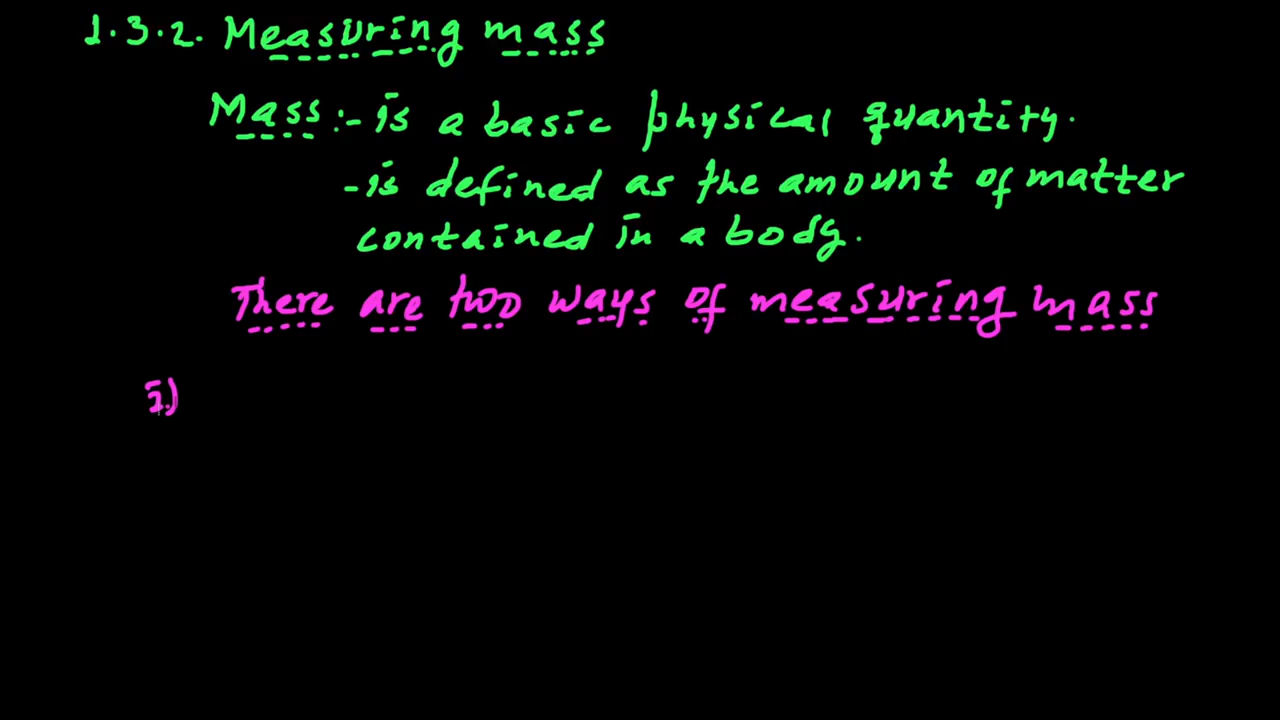 1.3.2. Measuring mass
Mass :- is a basic physical quantity.
- is defined as the amount of matter
contained in a body.
There are two ways of measuring mass
i)